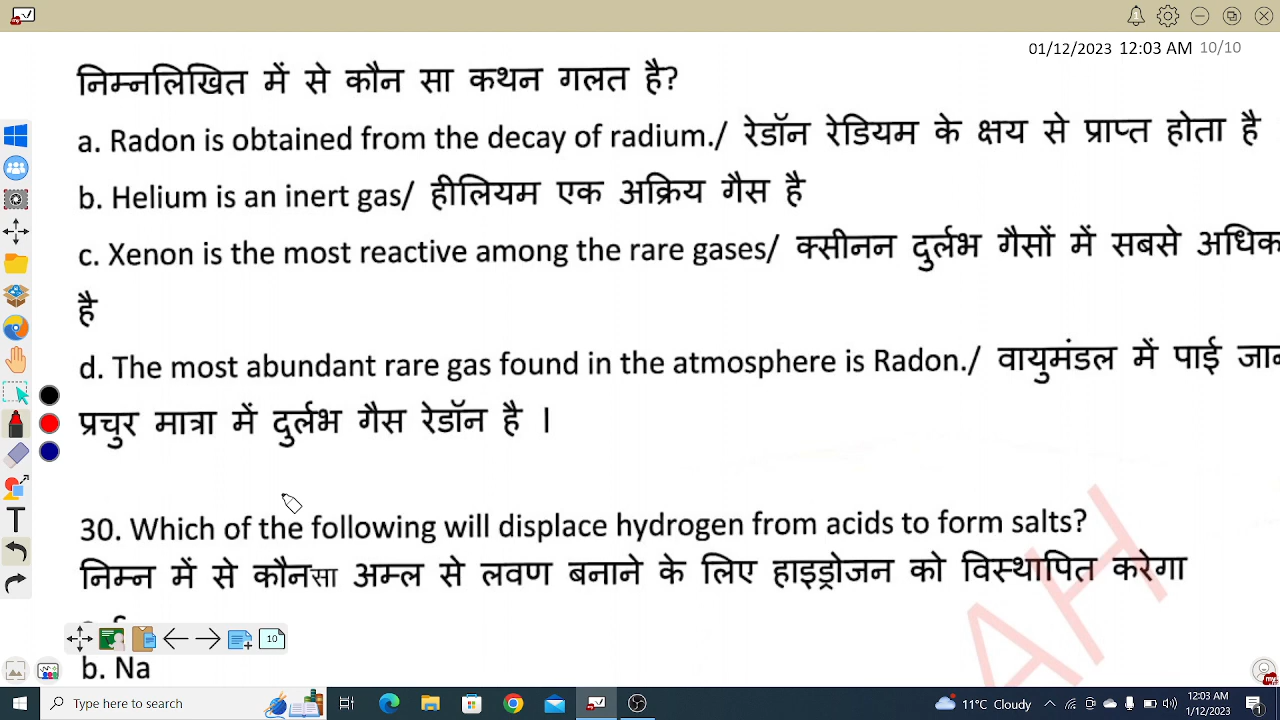 01/12/2023 12:03 AM 10/10
निम्नलिखित में से कौन सा कथन गलत है?
a. Radon is obtained from the decay of radium./ रेडॉन रेडियम के क्षय से प्राप्त होता है
b. Helium is an inert gas/ हीलियम एक अक्रिय गैस है
c. Xenon is the most reactive among the rare gases/ क्सीनन दुर्लभ गैसों में सबसे अधिक
है
d. The most abundant rare gas found in the atmosphere is Radon./ वायुमंडल में पाई
प्रचुर मात्रा में दुर्लभ गैस रेडॉन है ।
30. Which of the following will displace hydrogen from acids to form salts?
निम्न में से कौनसा अम्ल से लवण बनाने के लिए हाइड्रोजन को विस्थापित करेगा
10
b. Na
AH
Type here to search
11°C Cloudy
12:03 AM
1/12/2023